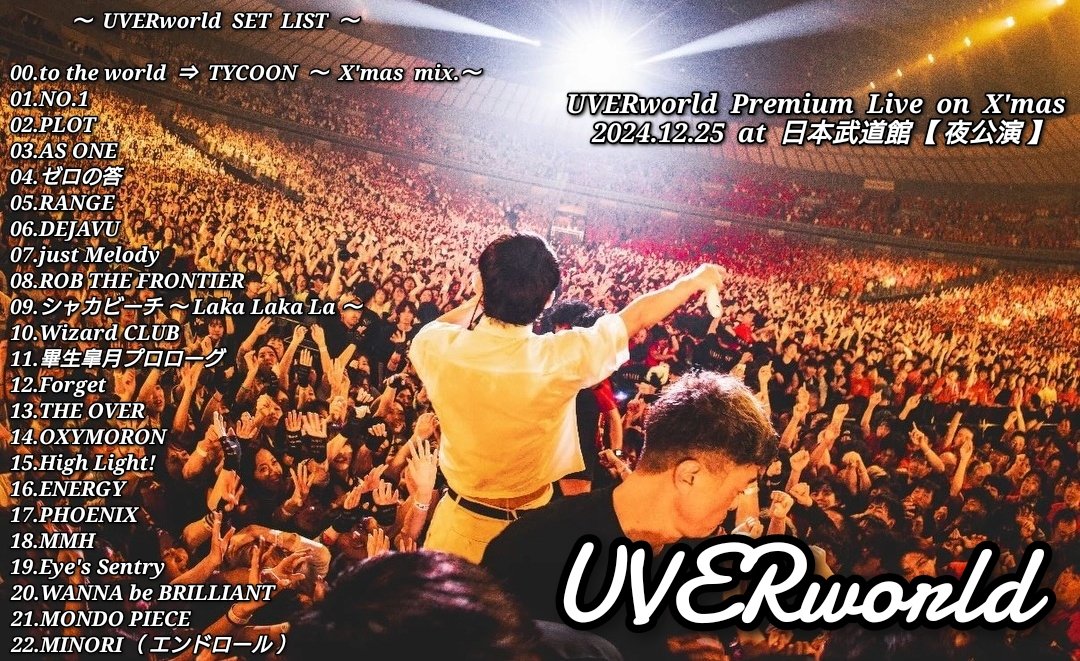 ～ UVERworld SET LIST ～
00.to the world ⇒ TYCOON ～ X'mas mix.～
01.NO.1
02.PLOT
03.AS ONE
04.ゼロの答
05.RANGE
06.DEJAVU
07.just Melody
08.ROB THE FRONTIER
09.シャカビーチ ～ Laka Laka La ～
10.Wizard CLUB
11.畢生皐月プロローグ
12.Forget
13.THE OVER
14.OXYMORON
15.High Light!
16.ENERGY
17.PHOENIX
18.MMH
19.Eye's Sentry
20.WANNA be BRILLIANT
21.MONDO PIECE
22.MINORI （エンドロール）
UVERworld Premium Live on X'mas
2024.12.25 at 日本武道館【 夜公演 】
UVERworld